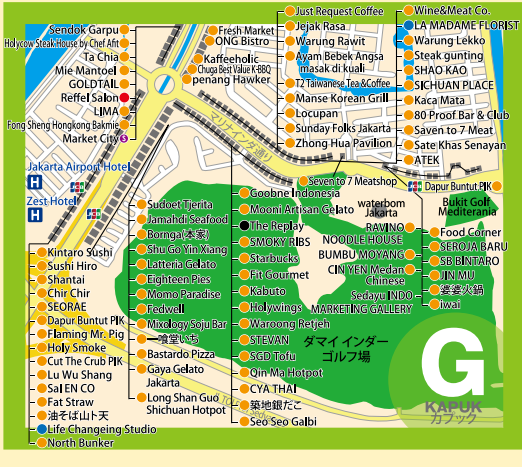 Sendok Garpu
Holycow Steak House by Chef Afit
Ta Chia
Mie Mantoel
GOLDTAIL
Reffel Salon
LIMA
Fong Sheng Hongkong Bakmie
Market City
S
Fresh Market
ONG Bistro
Kaffeeholic
Chuga Best Value K-BBQ
penang Hawker
Just Request Coffee
Jejak Rasa
Warung Rawit
Ayam Bebek Angsa
masak di kuali
T2 Taiwanese Tea&Coffee
Manse Korean Grill
Locupan
Sunday Folks Jakarta
Zhong Hua Pavilion
Wine&Meat Co.
LA MADAME FLORIST
Warung Lekko
Steak gunting
SHAO KAO
SICHUAN PLACE
Kaca Mata
80 Proof Bar & Club
Saven to 7 Meat
Sate Khas Senayan
ATEK
マリナインダ通り
Jakarta Airport Hotel
H
Zest Hotel
H
JCB
JCB
Seven to 7 Meatshop
JCB
Dapur Buntut PIK
waterbom
Jakarta
Bukit Golf
Mediterania
Sudoet Tjerita
Jamahdi Seafood
Bornga(本家)
Shu Guo Yin Xiang
Latteria Gelato
Eighteen Pies
Momo Paradise
Fedwell
Mixology Soju Bar
一喰堂いち
Bastardo Pizza
Gaya Gelato
Jakarta
Long Shan Guo
Shichuan Hotpot
Goobne Indonesia
Mooni Artisan Gelato
The Replay
SMOKY RIBS
Starbucks
Fit Gourmet
Kabuto
Holywings
Waroong Retjeh
STEVAN
SGD Tofu
Qin Ma Hotpot
CYA THAI
築地銀だこ
Seo Seo Galbi
RAVINO
NOODLE HOUSE
BUMBU MOYANG
CIN YEN Medan
Chinese
Sedayu INDO
MARKETING GALLERY
Food Corner
SEROJA BARU
SB BINTARO
JIN MU
婆婆火鍋
iwai
Kintaro Sushi
Sushi Hiro
Shantai
Chir Chir
SEORAE
Dapur Buntut PIK
Flaming Mr. Pig
Holy Smoke
Cut The Crub PIK
Lu Wu Shang
Sai EN CO
Fat Straw
油そば山ト天
Life Changeing Studio
North Bunker
ダマイ インダー
ゴルフ場
G
KAPUK
カプック